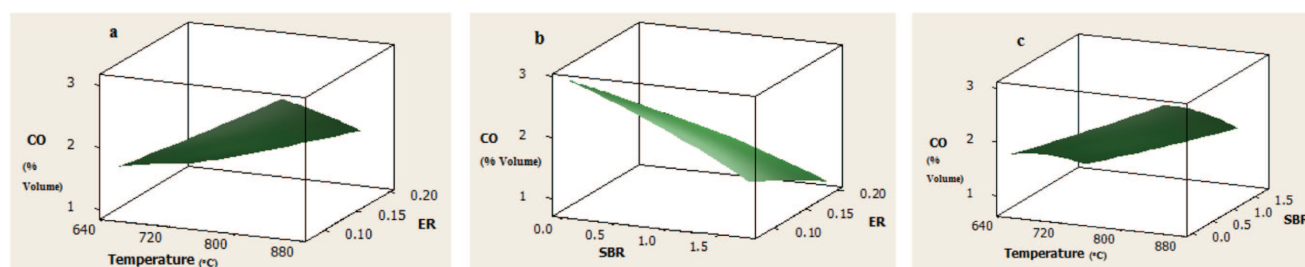 a
3
CO
2
(%
Volume)
1
0.20
0.15
ER
0.10
640
720
800
880
Temperature (°C)
b
3
CO
2
(% Volume)
1
0.20
0.15
ER
0.10
0.0
0.5
1.0
1.5
SBR
c
3
CO
2
(%
Volume)
1
1.5
1.0
SBR
0.5
0.0
640
720
800
880
Temperature (°C)